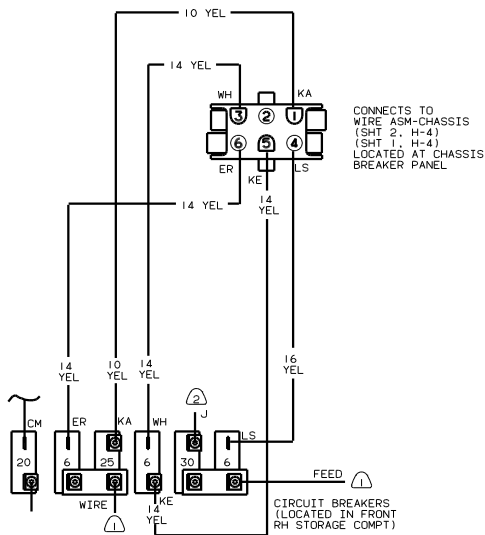 10 YEL
14 YEL
WH
KA
3 2 1
6 5 4
CONNECTS TO
WIRE ASM-CHASSIS
(SHT 2, H-4)
(SHT 1, H-4)
LOCATED AT CHASSIS
BREAKER PANEL
ER
KE
LS
14 YEL
14
YEL
14
YEL
10
YEL
14
YEL
16
YEL
2
J
CM
ER
KA
WH
LS
20
6
25
6
30
6
WIRE
1
KE
14
YEL
FEED
1
CIRCUIT BREAKERS
(LOCATED IN FRONT
RH STORAGE COMPT)